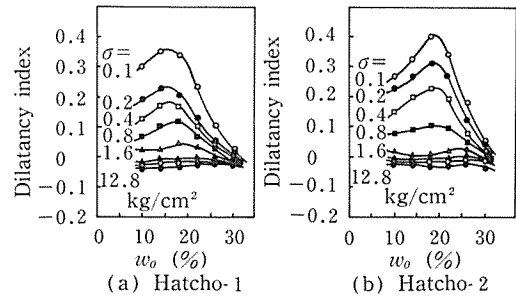 Dilatancy index
0.4
0.3
0.2
0.1
0
−0.1
−0.2
σ=
0.1
0.2
0.4
0.8
1.6
12.8
kg/cm²
0 10 20 30
w₀ (%)
(a) Hatcho-1
Dilatancy index
0.4
0.3
0.2
0.1
0
−0.1
−0.2
σ=
0.1
0.2
0.4
0.8
1.6
12.8
kg/cm²
0 10 20 30
w₀ (%)
(b) Hatcho-2